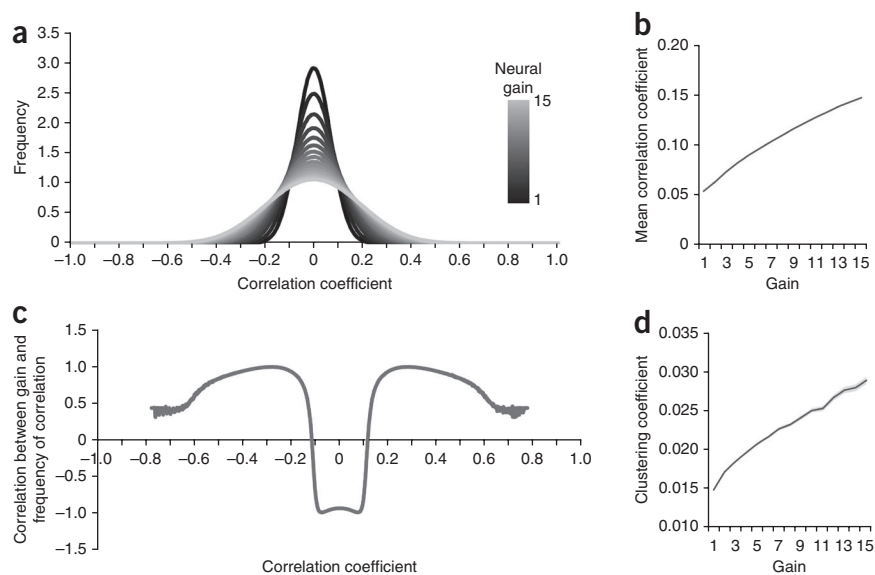 a
3.5
3.0
2.5
2.0
1.5
1.0
0.5
0
Frequency
–1.0 –0.8 –0.6 –0.4 –0.2 0 0.2 0.4 0.6 0.8 1.0
Correlation coefficient
Neural
gain
15
1
b
0.20
0.15
0.10
0.05
0
Mean correlation coefficient
1 3 5 7 9 11 13 15
Gain
c
1.5
1.0
0.5
0
–0.5
–1.0
–1.5
Correlation between gain and
frequency of correlation
–1.0 –0.8 –0.6 –0.4 –0.2 0 0.2 0.4 0.6 0.8 1.0
Correlation coefficient
d
0.035
0.030
0.025
0.020
0.015
0.010
Clustering coefficient
1 3 5 7 9 11 13 15
Gain